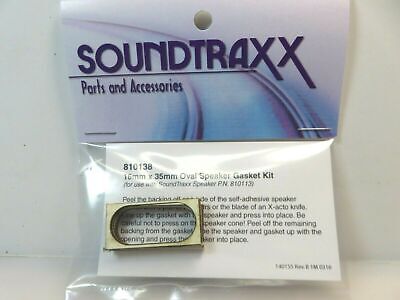 SOUNDTRAXX
Parts and Accessories
810138
16mm x 35mm Oval Speaker Gasket Kit
(for use with SoundTraxx Speaker P.N. 810113)
Peel the backing off one side of the self-adhesive speaker
or the blade of an X-acto knife.
up the gasket with speaker and press into place. Be
careful not to press on the speaker cone! Peel off the remaining
backing from the gasket the speaker and gasket up with the
opening and press the into place.
140155 Rev B 1M 0316